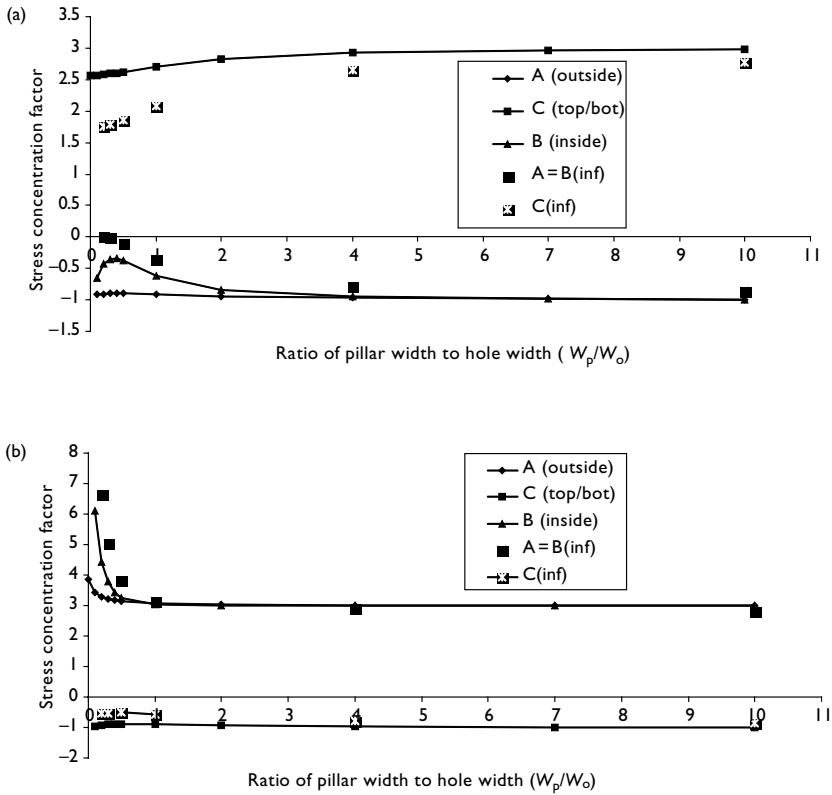 (a)
3.5
3
2.5
2
1.5
1
0.5
0
−0.5
−1
−1.5
Stress concentration factor
0 1 2 3 4 5 6 7 8 9 10 11
A (outside)
C (top/bot)
B (inside)
A=B(inf)
C(inf)
Ratio of pillar width to hole width ( Wp/Wo)
(b)
8
7
6
5
4
3
2
1
0
−1
−2
Stress concentration factor
0 1 2 3 4 5 6 7 8 9 10 11
A (outside)
C (top/bot)
B (inside)
A=B(inf)
C(inf)
Ratio of pillar width to hole width (Wp/Wo)